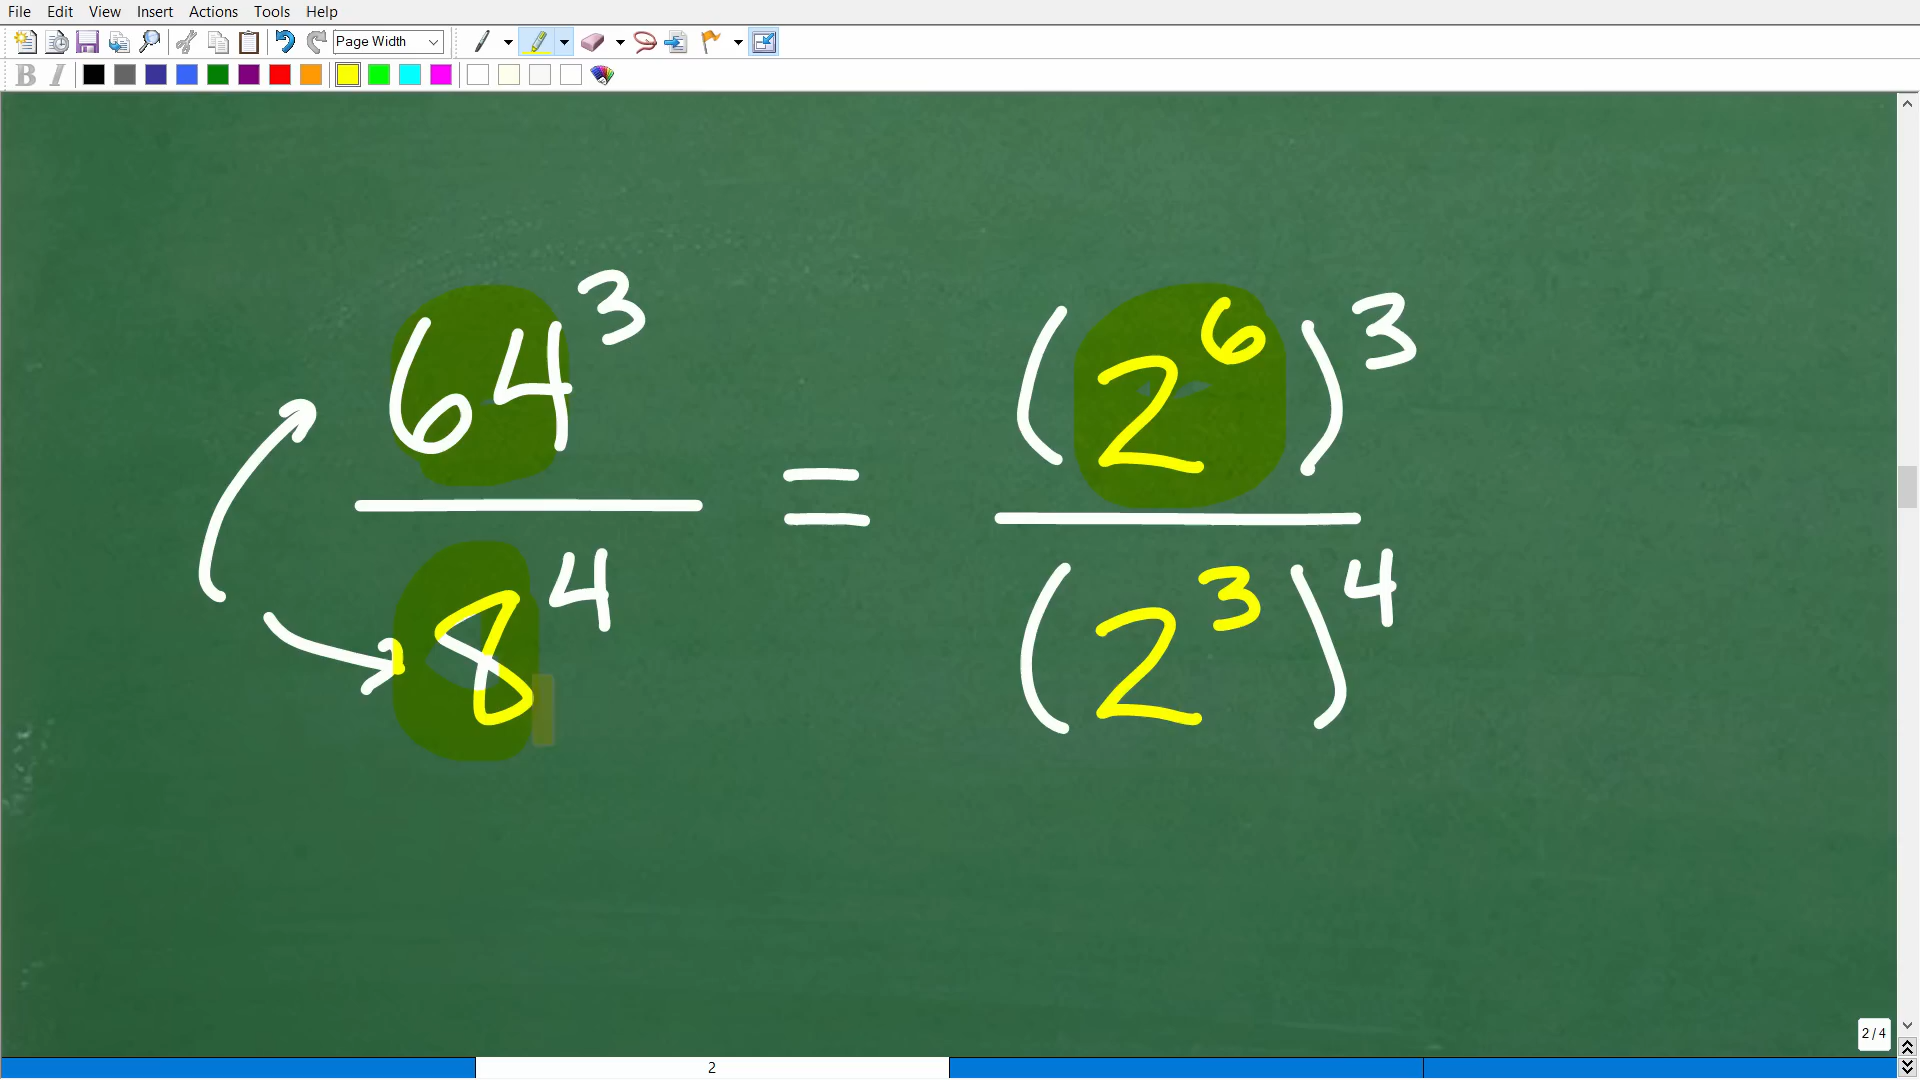 File Edit View Insert Actions Tools Help
Page Width
B I
64³ = (2⁶)³
8⁴ (2³)⁴
2 / 4
2